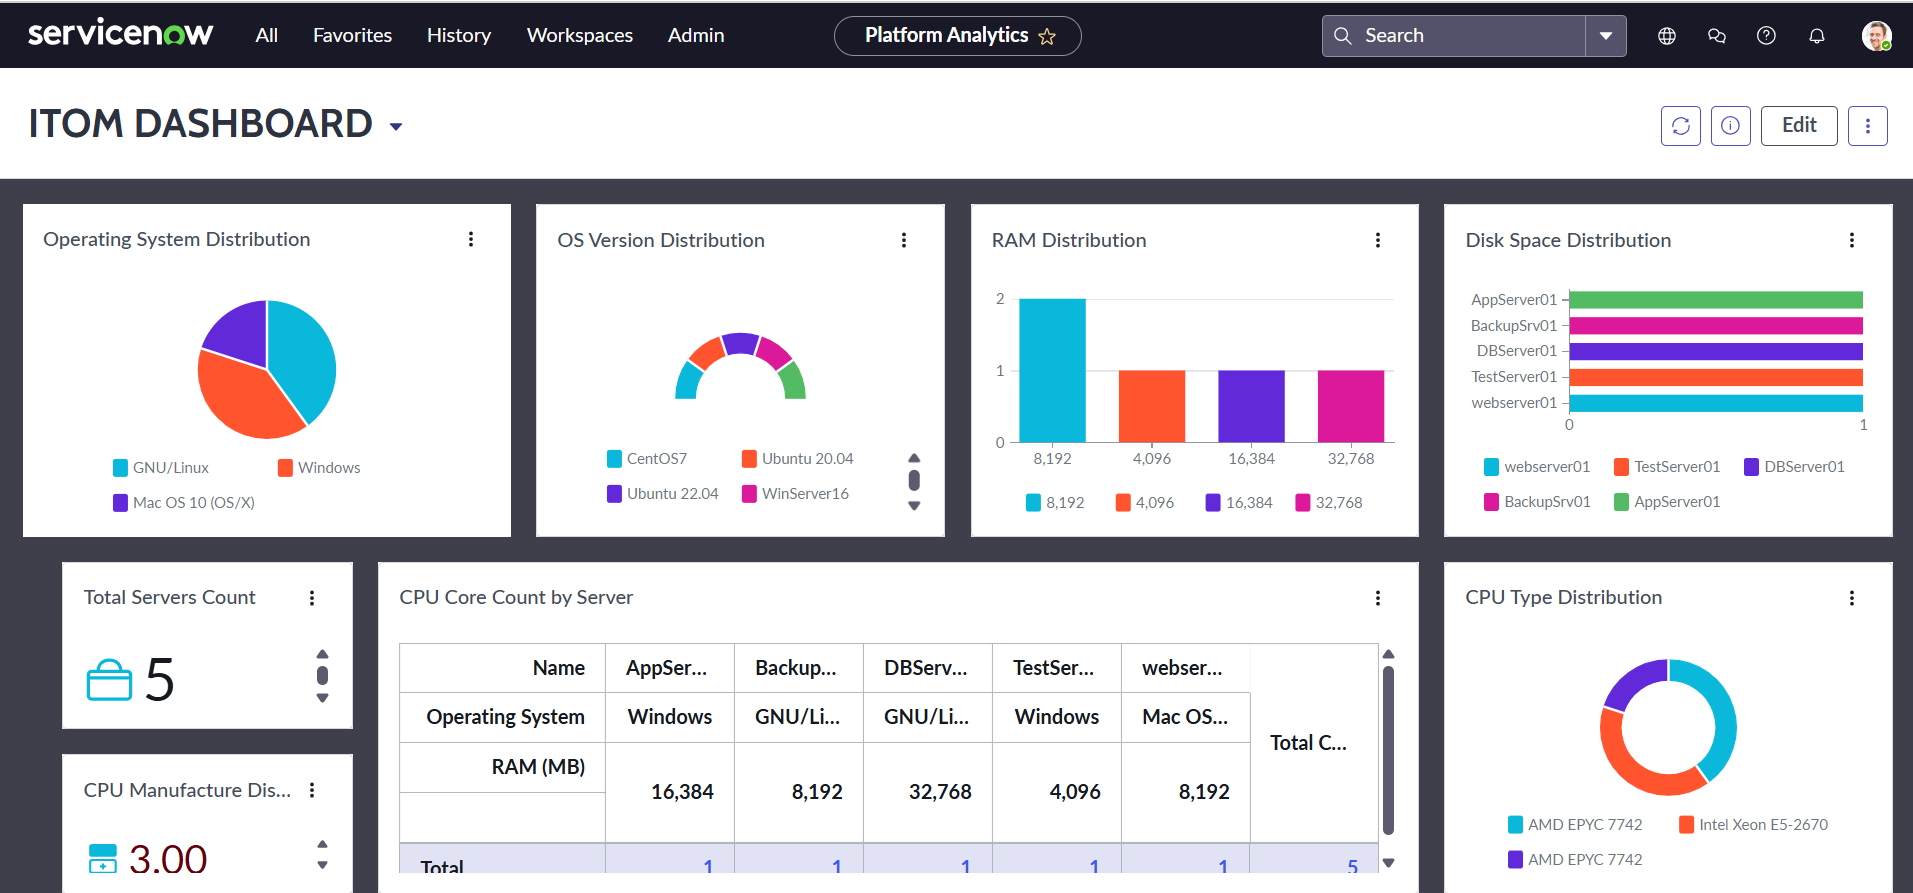 servicenow All Favorites History Workspaces Admin Platform Analytics Search
ITOM DASHBOARD Edit
Operating System Distribution
GNU/Linux Windows
Mac OS 10 (OS/X)
OS Version Distribution
CentOS7 Ubuntu 20.04
Ubuntu 22.04 WinServer16
RAM Distribution
2
1
0
8,192 4,096 16,384 32,768
8,192 4,096 16,384 32,768
Disk Space Distribution
AppServer01
BackupSrv01
DBServer01
TestServer01
webserver01
0 1
webserver01 TestServer01 DBServer01
BackupSrv01 AppServer01
Total Servers Count
5
CPU Manufacture Dis...
3.00
CPU Core Count by Server
Name AppSer... Backup... DBServ... TestSer... webser...
Operating System Windows GNU/Li... GNU/Li... Windows Mac OS... Total C...
RAM (MB) 16,384 8,192 32,768 4,096 8,192
Total 1 1 1 1 1 5
CPU Type Distribution
AMD EPYC 7742 Intel Xeon E5-2670
AMD EPYC 7742